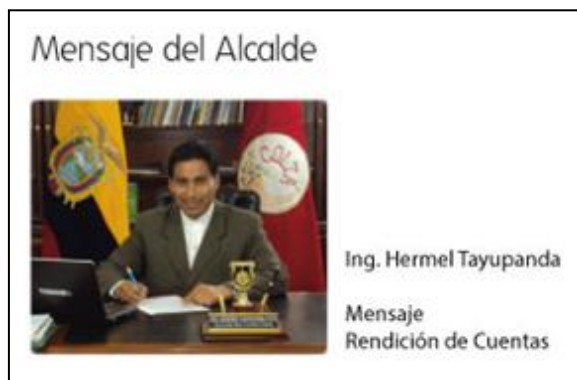 Mensaje del Alcalde
Ing. Hermel Tayupanda
Mensaje
Rendición de Cuentas